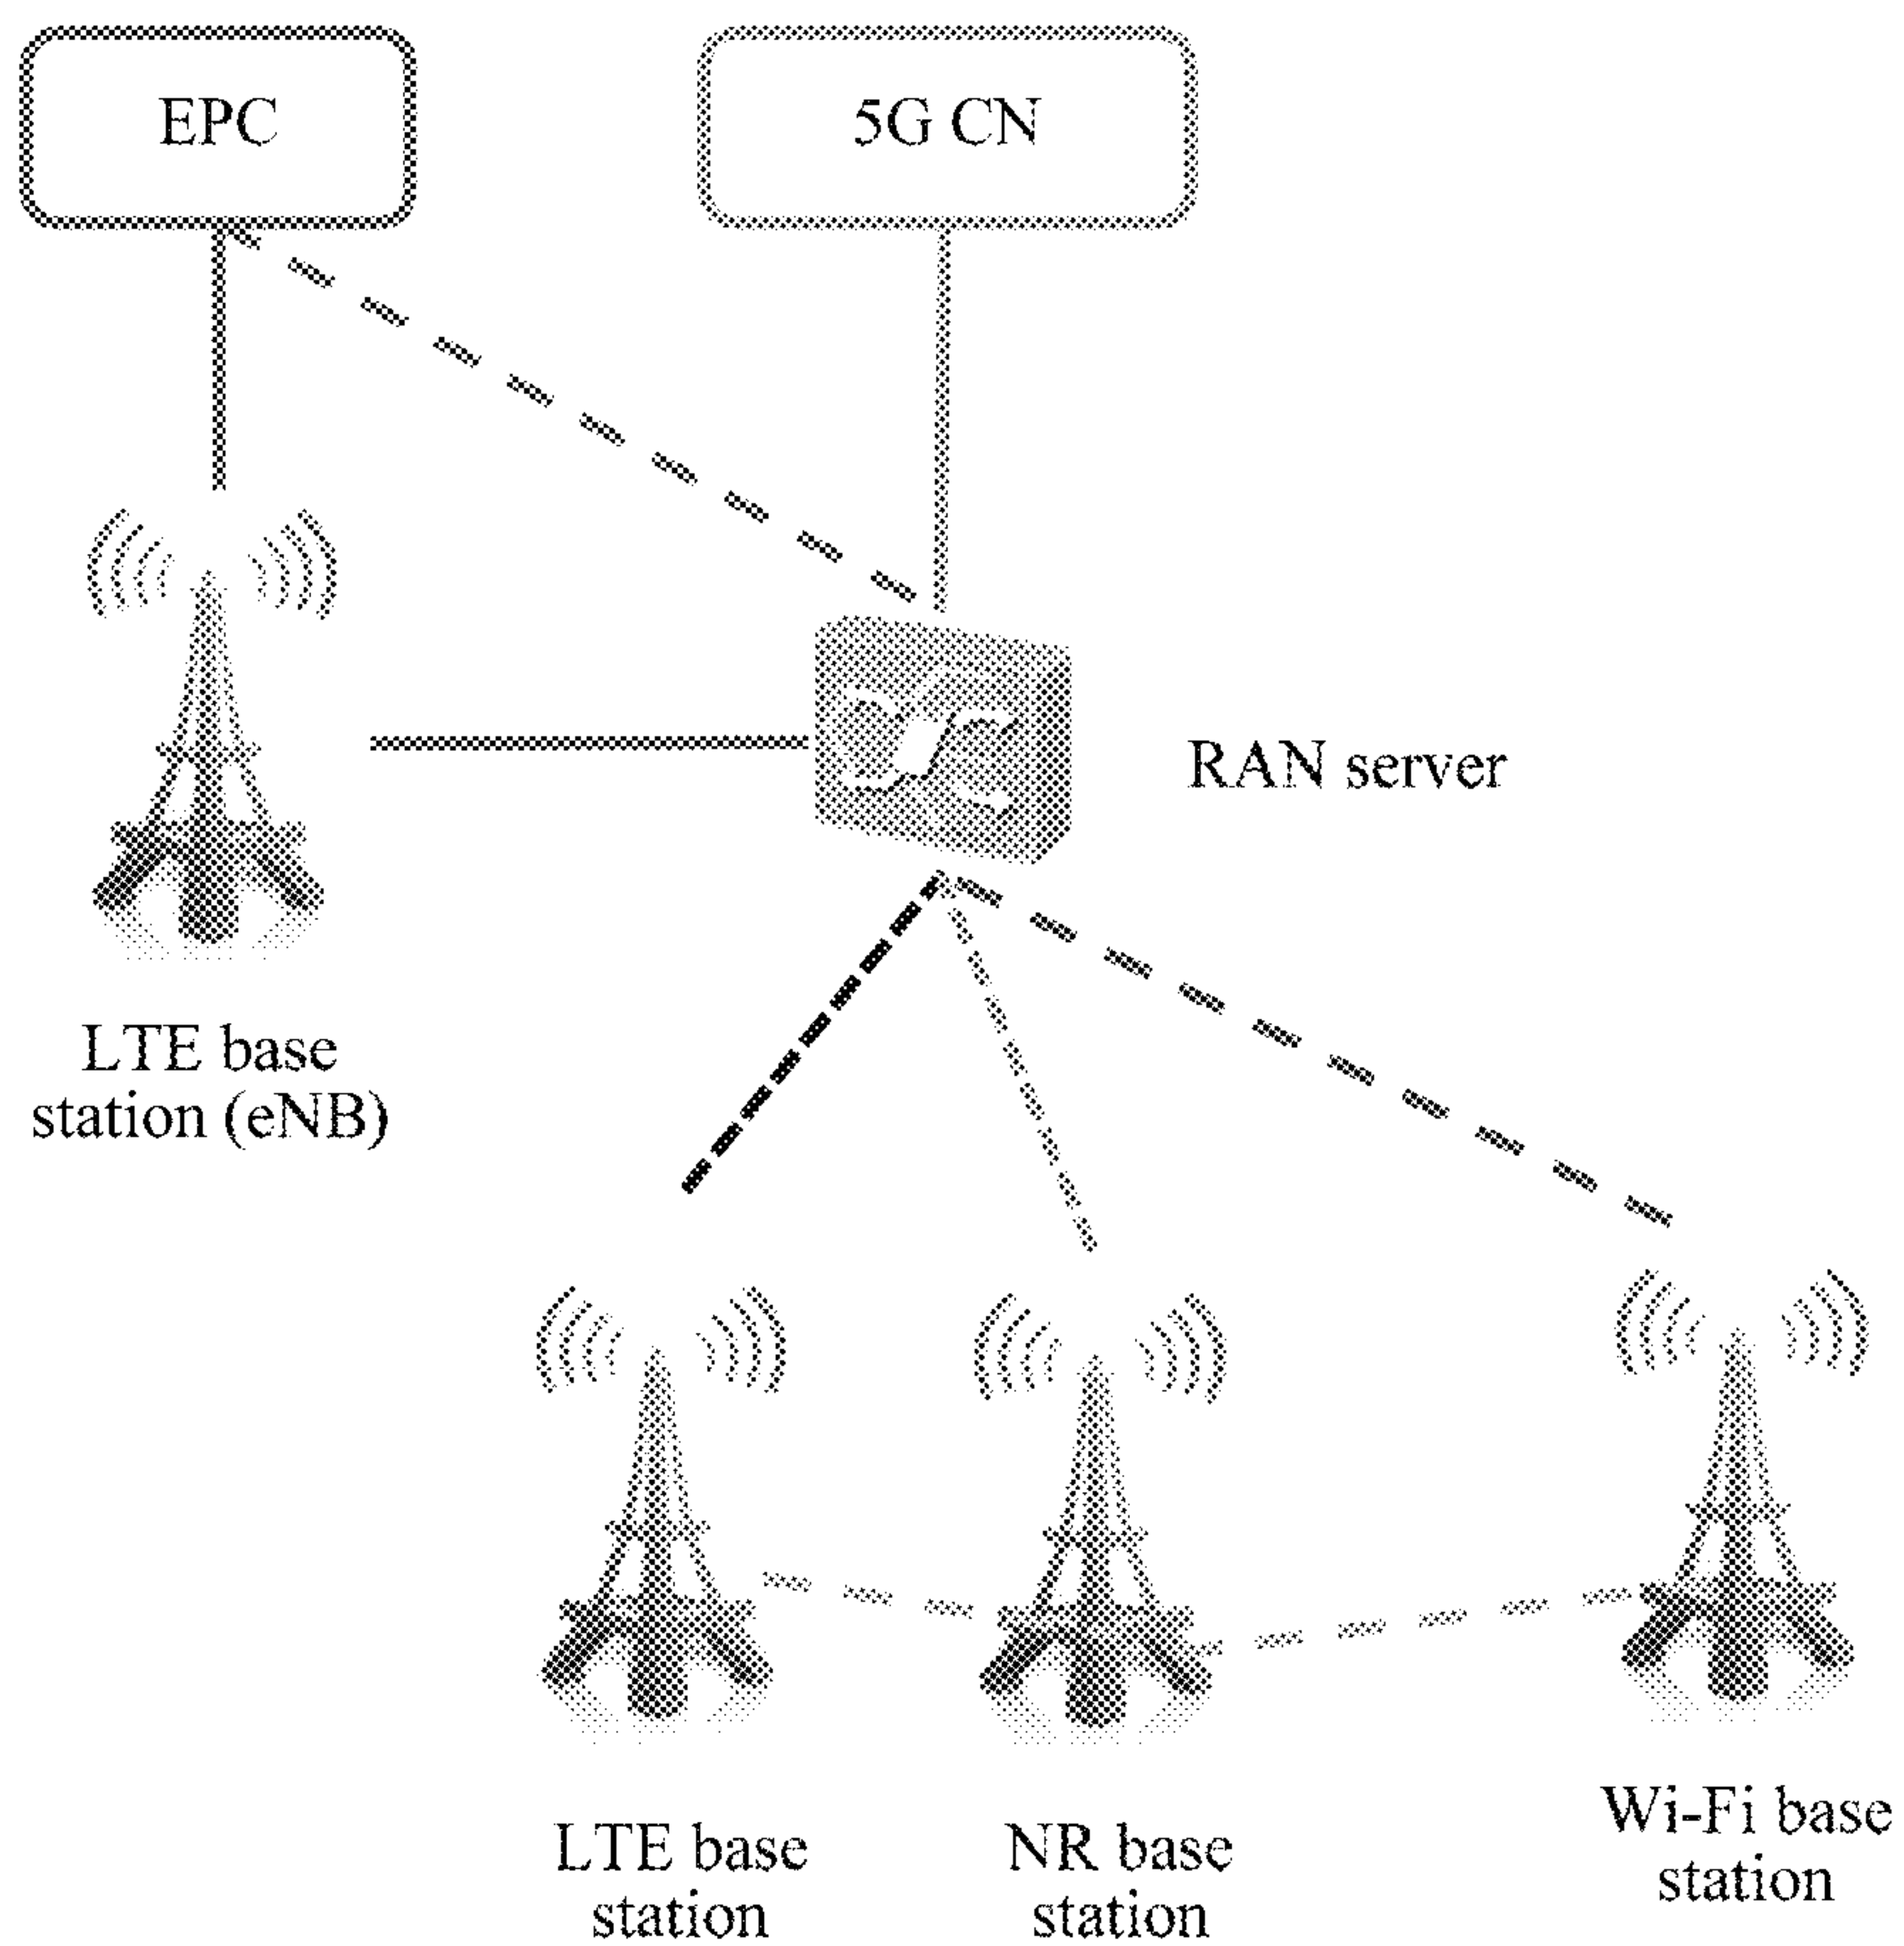 EPC
5G CN
RAN server
LTE base
station (eNB)
LTE base
station
NR base
station
Wi-Fi base
station